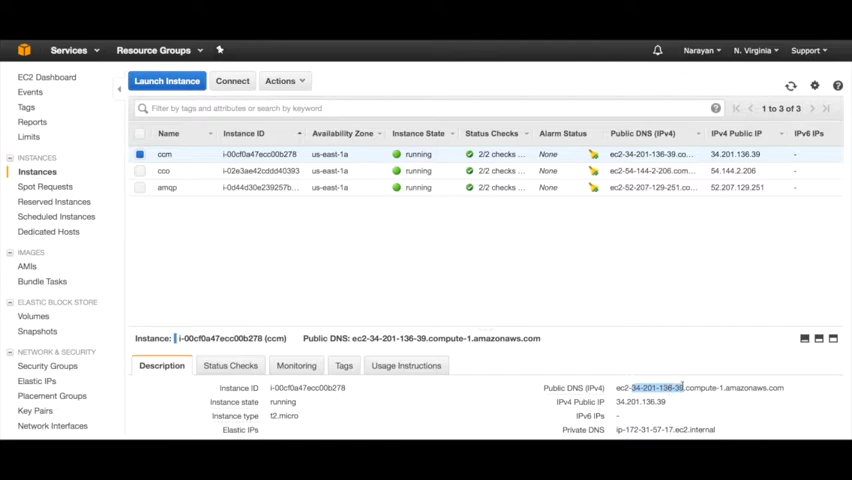 Services Resource Groups Narayan N. Virginia Support
EC2 Dashboard
Events
Tags
Reports
Limits
INSTANCES
Instances
Spot Requests
Reserved Instances
Scheduled Instances
Dedicated Hosts
IMAGES
AMIs
Bundle Tasks
ELASTIC BLOCK STORE
Volumes
Snapshots
NETWORK & SECURITY
Security Groups
Elastic IPs
Placement Groups
Key Pairs
Network Interfaces
Launch Instance Connect Actions
Filter by tags and attributes or search by keyword
1 to 3 of 3
Name Instance ID Availability Zone Instance State Status Checks Alarm Status Public DNS (IPv4) IPv4 Public IP IPv6 IPs
ccm i-00cf0a47ecc00b278 us-east-1a running 2/2 checks ... None ec2-34-201-136-39.co... 34.201.136.39 -
cco i-02e3ae42cddd40393 us-east-1a running 2/2 checks ... None ec2-54-144-2-206.com... 54.144.2.206 -
amqp i-0d44d30e239257b... us-east-1a running 2/2 checks ... None ec2-52-207-129-251.co... 52.207.129.251 -
Instance: i-00cf0a47ecc00b278 (ccm) Public DNS: ec2-34-201-136-39.compute-1.amazonaws.com
Description Status Checks Monitoring Tags Usage Instructions
Instance ID i-00cf0a47ecc00b278 Public DNS (IPv4) ec2-34-201-136-39.compute-1.amazonaws.com
Instance state running IPv4 Public IP 34.201.136.39
Instance type t2.micro IPv6 IPs -
Elastic IPs Private DNS ip-172-31-57-17.ec2.internal